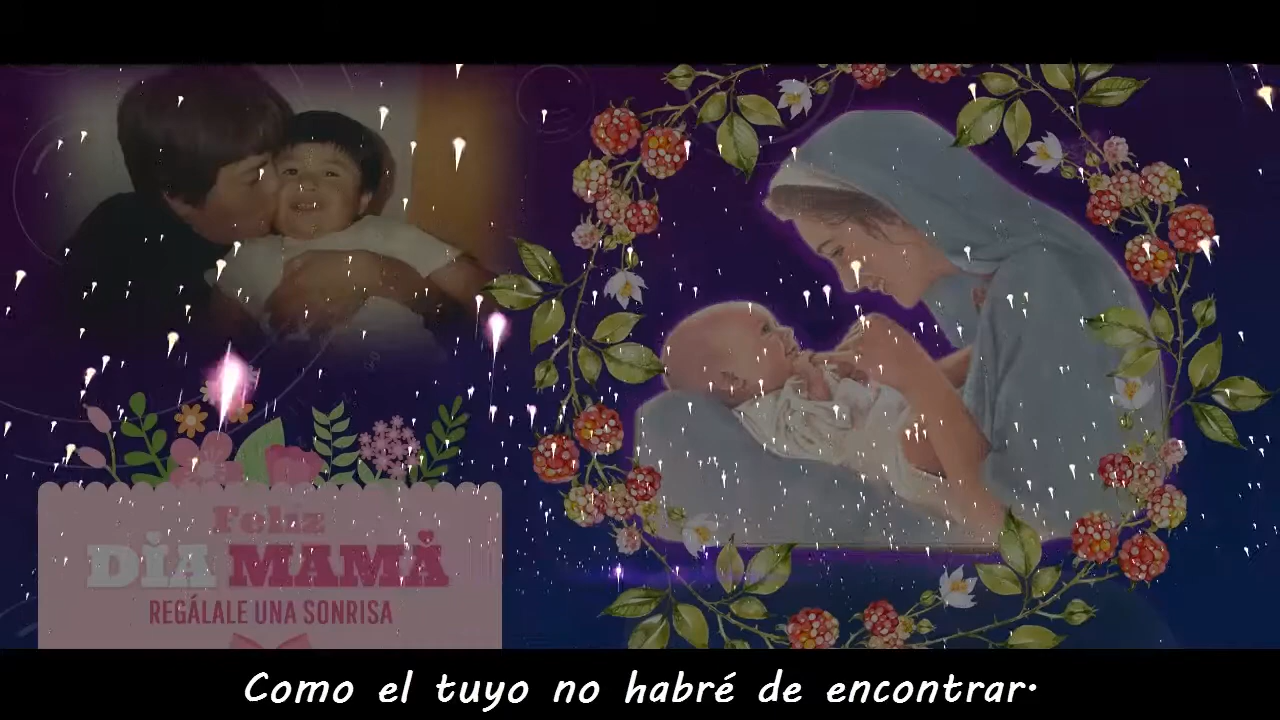 Feliz
DÍA MAMÁ
REGÁLALE UNA SONRISA
Como el tuyo no habré de encontrar.